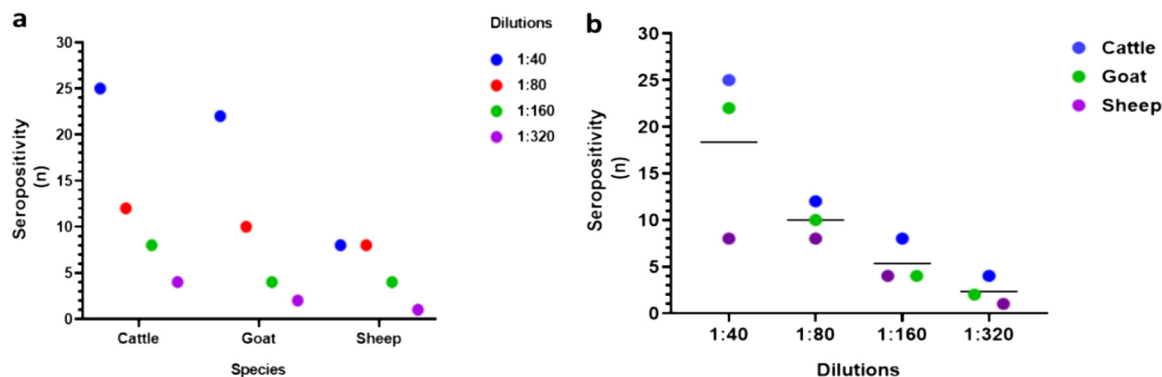 a
Dilutions
1:40
1:80
1:160
1:320
30
25
20
15
10
5
0
Seropositivity
(n)
Cattle Goat Sheep
Species
b
Cattle
Goat
Sheep
30
25
20
15
10
5
0
Seropositivity
(n)
1:40 1:80 1:160 1:320
Dilutions